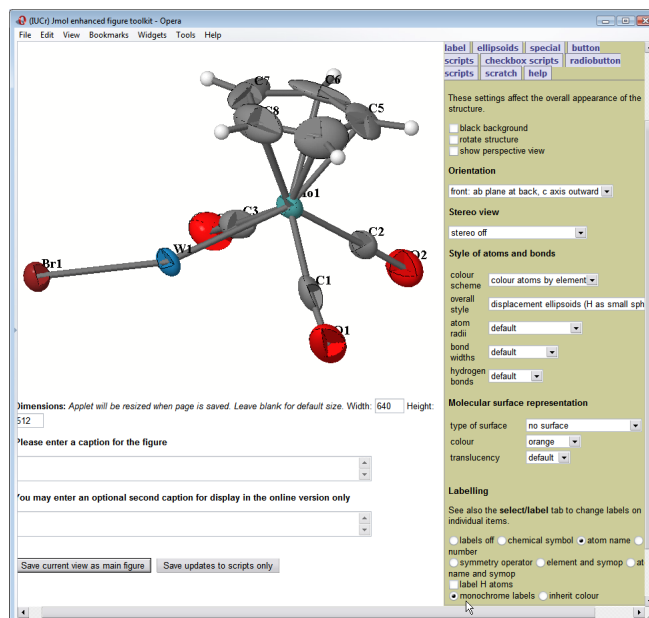 (IUCr) Jmol enhanced figure toolkit - Opera
File Edit View Bookmarks Widgets Tools Help
label ellipsoids special button
scripts checkbox scripts radiobutton
scripts scratch help
C7 C6
C8 C5
C3
C2
W1
O2
Br1
C1
O1
These settings affect the overall appearance of the
structure.
black background
rotate structure
show perspective view
Orientation
front: ab plane at back, c axis outward
Stereo view
stereo off
Style of atoms and bonds
colour
scheme
colour atoms by element
overall
style
displacement ellipsoids (H as small sph
atom
radii
default
bond
widths
default
hydrogen
bonds
default
Molecular surface representation
type of surface no surface
colour orange
translucency default
Labelling
See also the select/label tab to change labels on
individual items.
labels off chemical symbol atom name
number
symmetry operator element and symop at
name and symop
label H atoms
monochrome labels inherit colour
Dimensions: Applet will be resized when page is saved. Leave blank for default size. Width: 640 Height:
512
Please enter a caption for the figure
You may enter an optional second caption for display in the online version only
Save current view as main figure Save updates to scripts only